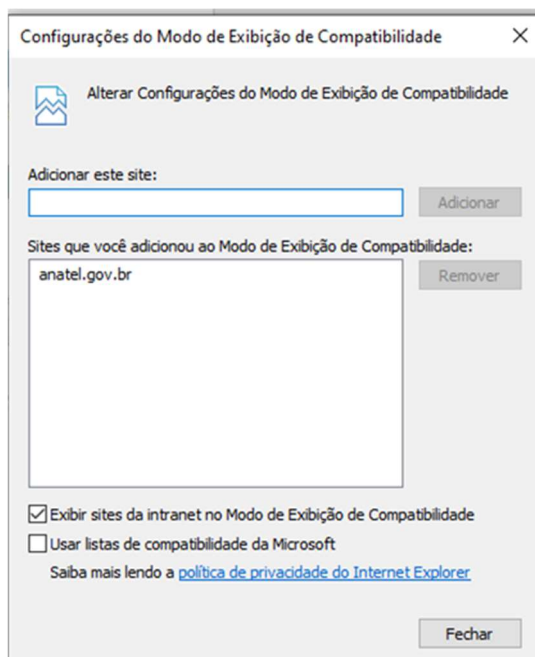 Configurações do Modo de Exibição de Compatibilidade
Alterar Configurações do Modo de Exibição de Compatibilidade
Adicionar este site:
Adicionar
Sites que você adicionou ao Modo de Exibição de Compatibilidade:
anatel.gov.br
Remover
Exibir sites da intranet no Modo de Exibição de Compatibilidade
Usar listas de compatibilidade da Microsoft
Saiba mais lendo a política de privacidade do Internet Explorer
Fechar